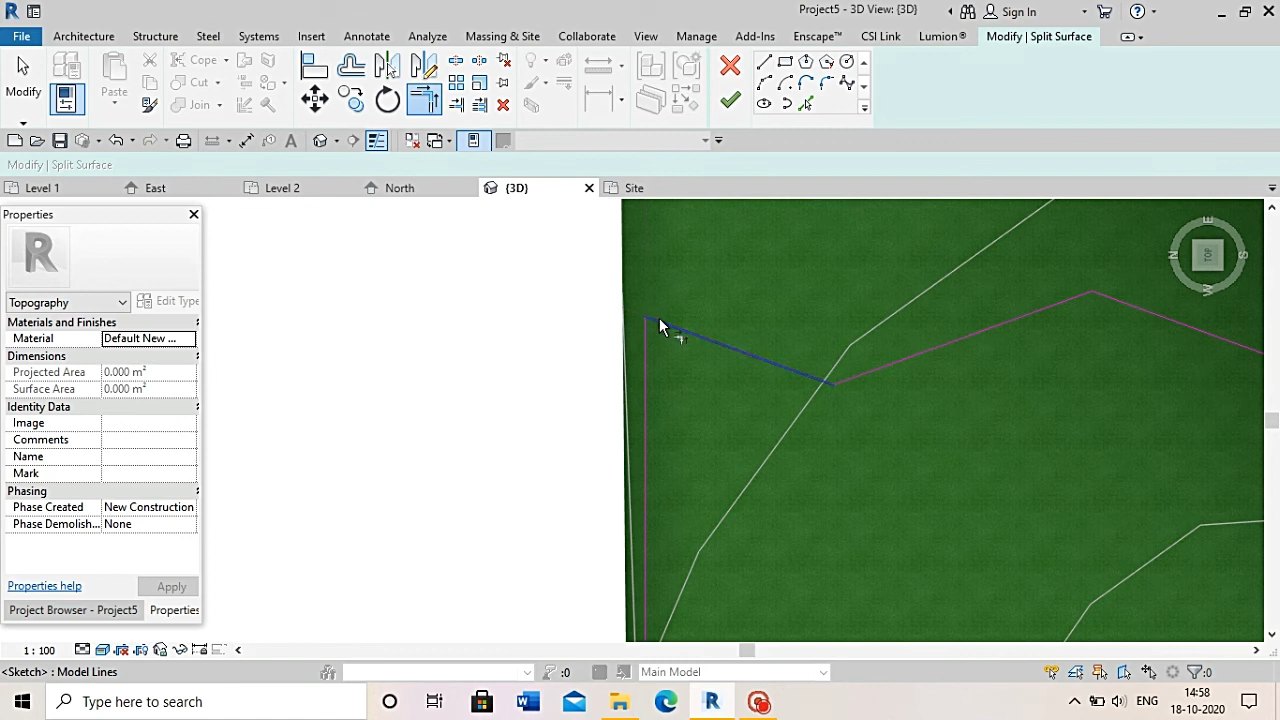 Project5 - 3D View: {3D}
Sign In
File Architecture Structure Steel Systems Insert Annotate Analyze Massing & Site Collaborate View Manage Add-Ins Enscape™ CSI Link Lumion® Modify | Split Surface
Modify
Paste
Cope
Cut
Join
Modify | Split Surface
Level 1 East Level 2 North {3D} Site
Properties
Topography Edit Type
Materials and Finishes
Material Default New ...
Dimensions
Projected Area 0.000 m²
Surface Area 0.000 m²
Identity Data
Image
Comments
Name
Mark
Phasing
Phase Created New Construction
Phase Demolish... None
Properties help Apply
Project Browser - Project5 Properties
E
N TOP S
W
1 : 100
<Sketch> : Model Lines :0 Main Model :0
Type here to search
ENG
14:58
18-10-2020